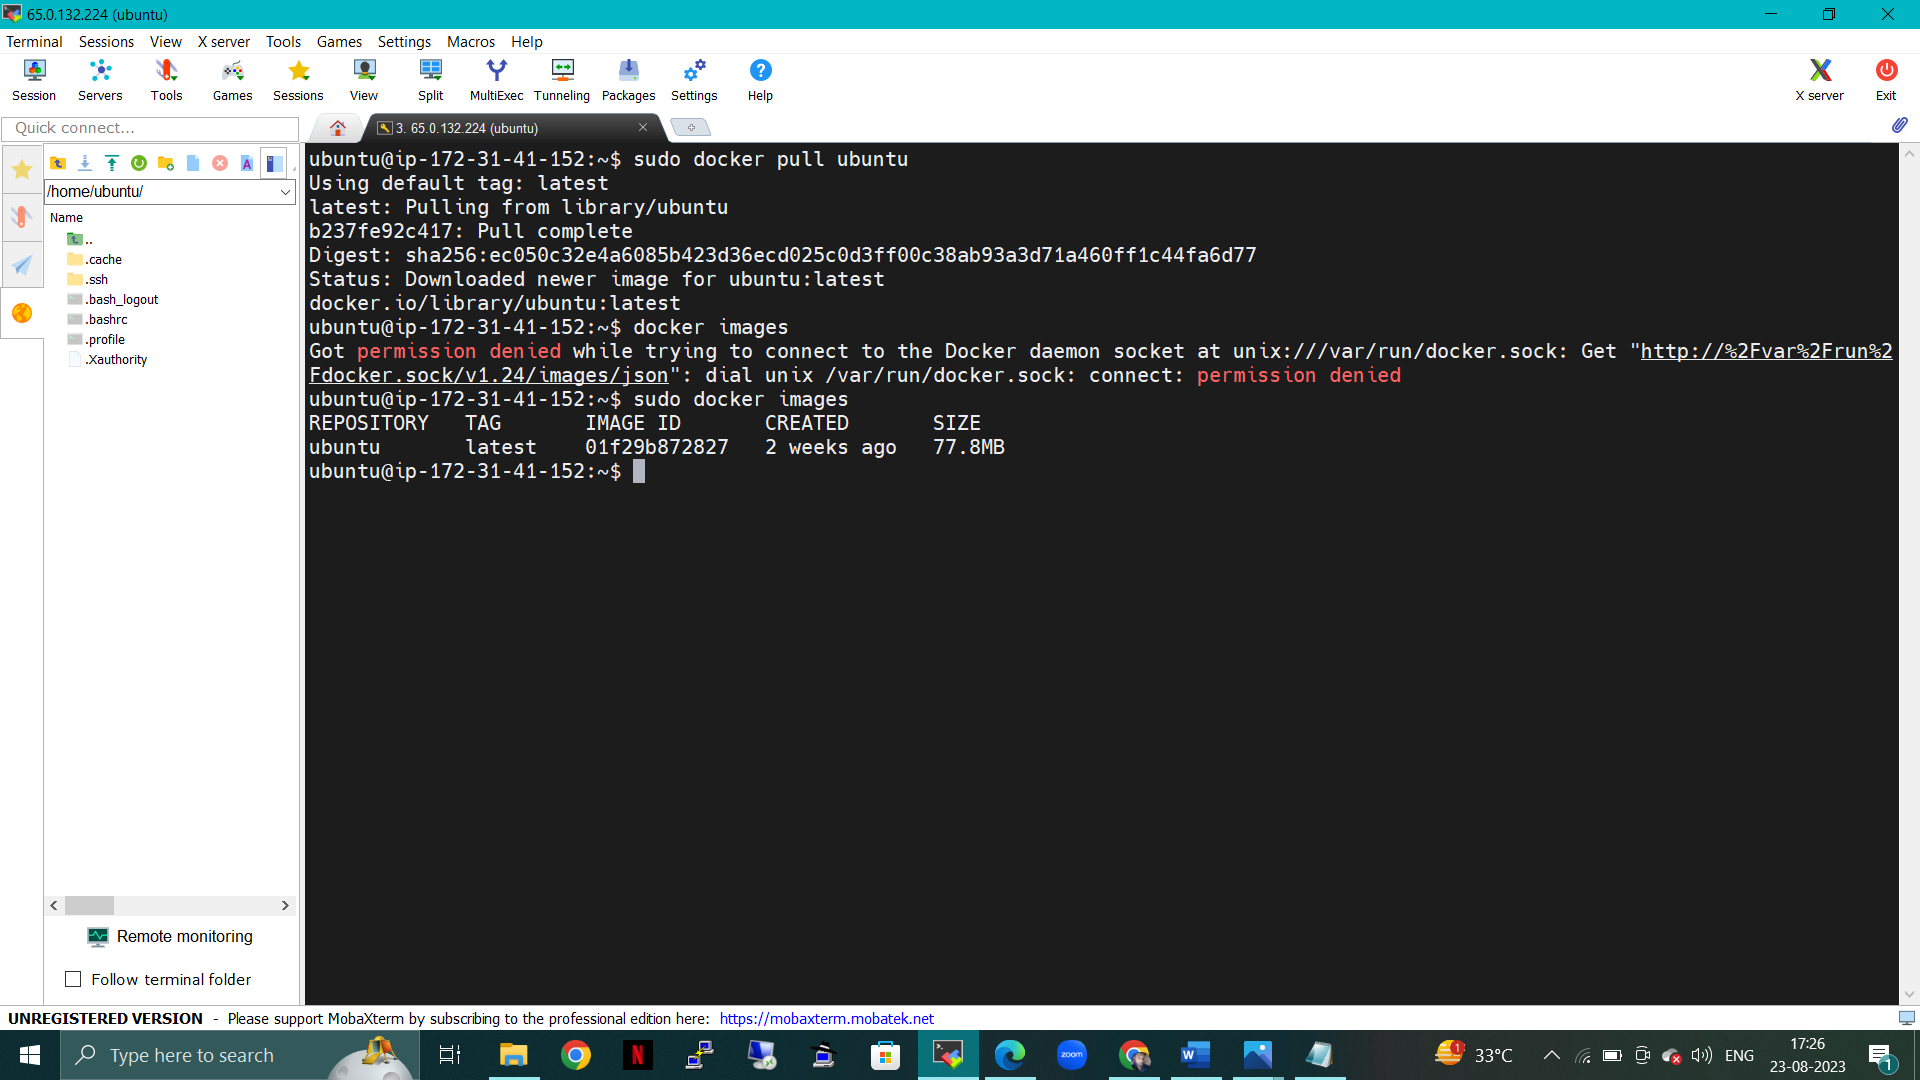 65.0.132.224 (ubuntu)
Terminal Sessions View X server Tools Games Settings Macros Help
Session Servers Tools Games Sessions View Split MultiExec Tunneling Packages Settings Help X server Exit
Quick connect...
3. 65.0.132.224 (ubuntu)
/home/ubuntu/
Name
..
.cache
.ssh
.bash_logout
.bashrc
.profile
.Xauthority
Remote monitoring
Follow terminal folder
ubuntu@ip-172-31-41-152:~$ sudo docker pull ubuntu
Using default tag: latest
latest: Pulling from library/ubuntu
b237fe92c417: Pull complete
Digest: sha256:ec050c32e4a6085b423d36ecd025c0d3ff00c38ab93a3d71a460ff1c44fa6d77
Status: Downloaded newer image for ubuntu:latest
docker.io/library/ubuntu:latest
ubuntu@ip-172-31-41-152:~$ docker images
Got permission denied while trying to connect to the Docker daemon socket at unix:///var/run/docker.sock: Get "http://%2Fvar%2Frun%2
Fdocker.sock/v1.24/images/json": dial unix /var/run/docker.sock: connect: permission denied
ubuntu@ip-172-31-41-152:~$ sudo docker images
REPOSITORY TAG IMAGE ID CREATED SIZE
ubuntu latest 01f29b872827 2 weeks ago 77.8MB
ubuntu@ip-172-31-41-152:~$
UNREGISTERED VERSION - Please support MobaXterm by subscribing to the professional edition here: https://mobaxterm.mobatek.net
Type here to search
zoom
33°C
ENG
17:26
23-08-2023
1